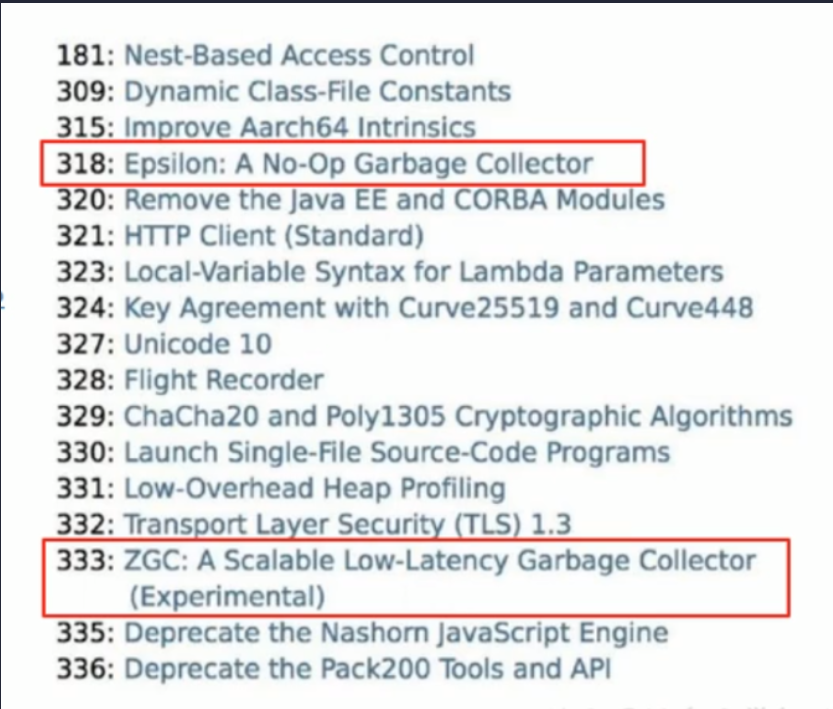 181: Nest-Based Access Control
309: Dynamic Class-File Constants
315: Improve Aarch64 Intrinsics
318: Epsilon: A No-Op Garbage Collector
320: Remove the Java EE and CORBA Modules
321: HTTP Client (Standard)
323: Local-Variable Syntax for Lambda Parameters
324: Key Agreement with Curve25519 and Curve448
327: Unicode 10
328: Flight Recorder
329: ChaCha20 and Poly1305 Cryptographic Algorithms
330: Launch Single-File Source-Code Programs
331: Low-Overhead Heap Profiling
332: Transport Layer Security (TLS) 1.3
333: ZGC: A Scalable Low-Latency Garbage Collector
(Experimental)
335: Deprecate the Nashorn JavaScript Engine
336: Deprecate the Pack200 Tools and API